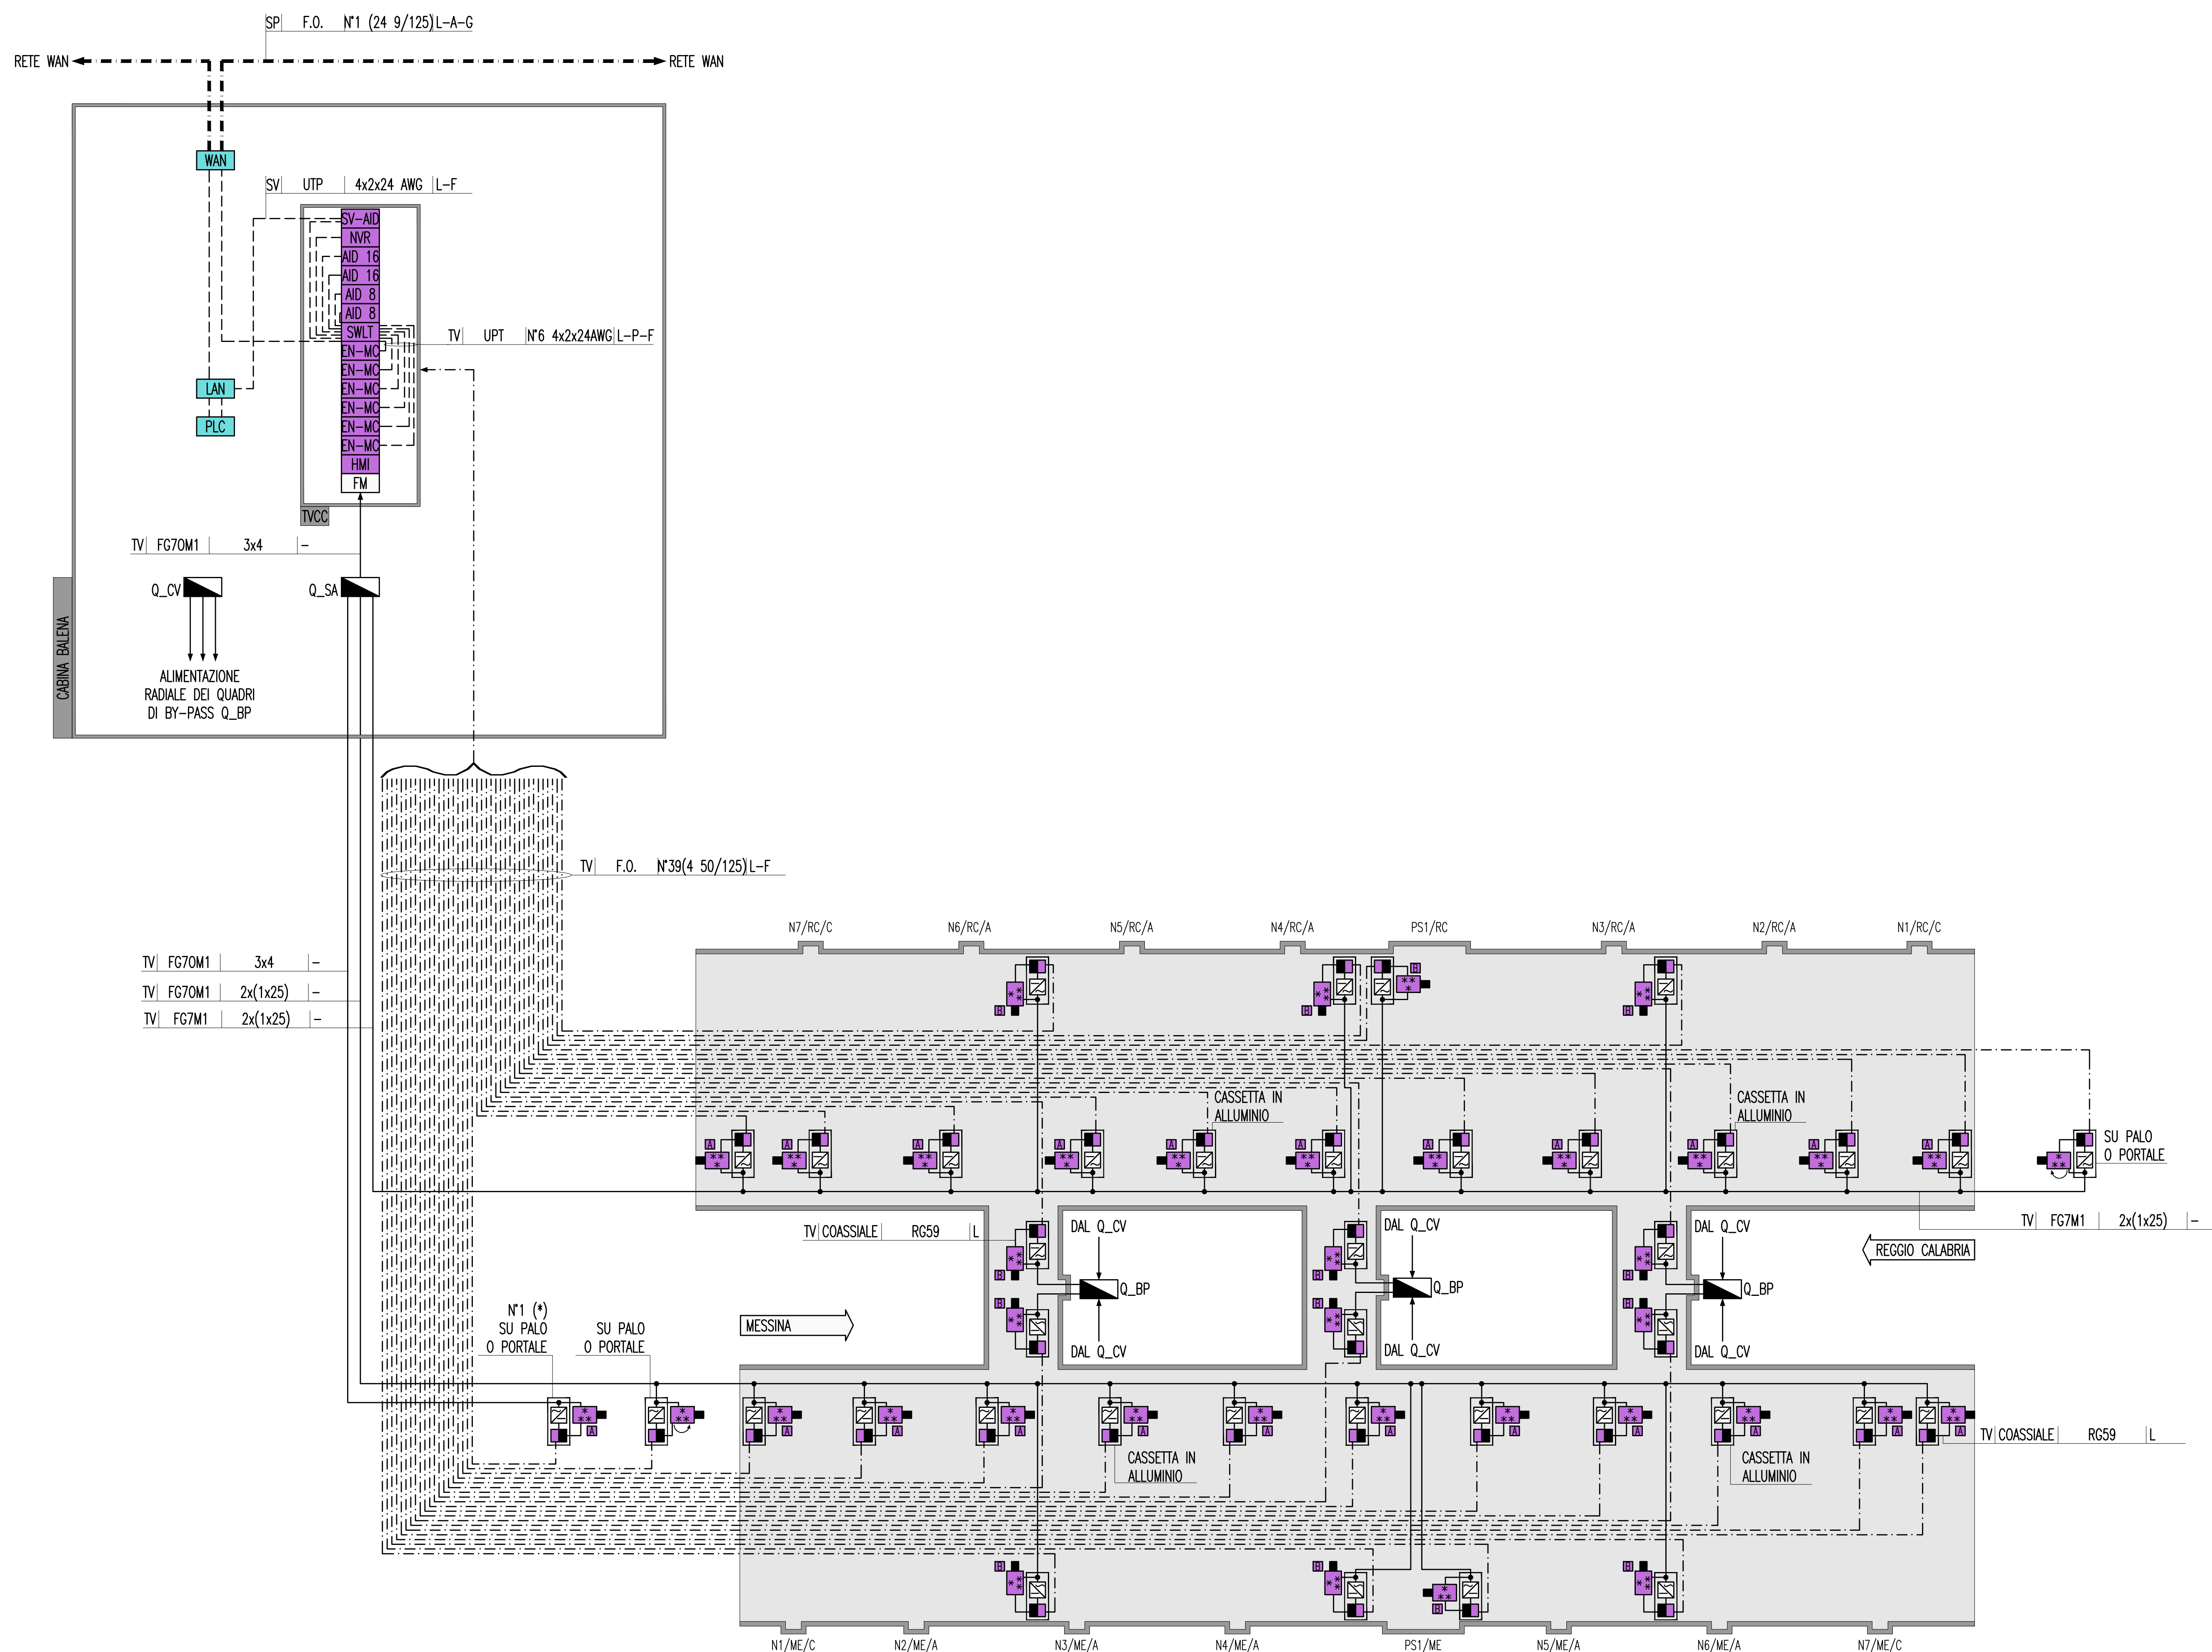 SP F.O. N°1 (24 9/125) L-A-G
RETE WAN
RETE WAN
WAN
SV UTP 4x2x24 AWG L-F
SV-AID
NVR
AID 16
AID 16
AID 8
AID 8
SWLT
TV UPT N°6 4x2x24AWG L-P-F
EN-MC
EN-MC
EN-MC
EN-MC
EN-MC
EN-MC
HMI
FM
LAN
PLC
TVCC
TV FG7OM1 3x4 -
Q_CV
Q_SA
CABINA BALENA
ALIMENTAZIONE
RADIALE DEI QUADRI
DI BY-PASS Q_BP
TV F.O. N°39(4 50/125) L-F
TV FG7OM1 3x4 -
TV FG7OM1 2x(1x25) -
TV FG7M1 2x(1x25) -
N7/RC/C N6/RC/A N5/RC/A N4/RC/A PS1/RC N3/RC/A N2/RC/A N1/RC/C
B
** *
B
** *
B
** *
B
** *
CASSETTA IN
ALLUMINIO
CASSETTA IN
ALLUMINIO
A A A A A A A A A A A
** * ** * ** * ** * ** * ** * ** * ** * ** * ** * ** * ** **
SU PALO
O PORTALE
TV COASSIALE RG59 L
DAL Q_CV
DAL Q_CV
DAL Q_CV
TV FG7M1 2x(1x25) -
REGGIO CALABRIA
** * ** * ** *
B B B
Q_BP
Q_BP
Q_BP
B B B
** * ** * ** *
MESSINA
DAL Q_CV
DAL Q_CV
DAL Q_CV
N°1 (*)
SU PALO
O PORTALE
SU PALO
O PORTALE
* ** * ** * ** * ** * ** * ** * ** * ** * ** * ** * ** * ** * **
A A A A A A A A A A A A
TV COASSIALE RG59 L
CASSETTA IN
ALLUMINIO
CASSETTA IN
ALLUMINIO
B B B
** * ** * * ** ** *
B
N1/ME/C N2/ME/A N3/ME/A N4/ME/A PS1/ME N5/ME/A N6/ME/A N7/ME/C